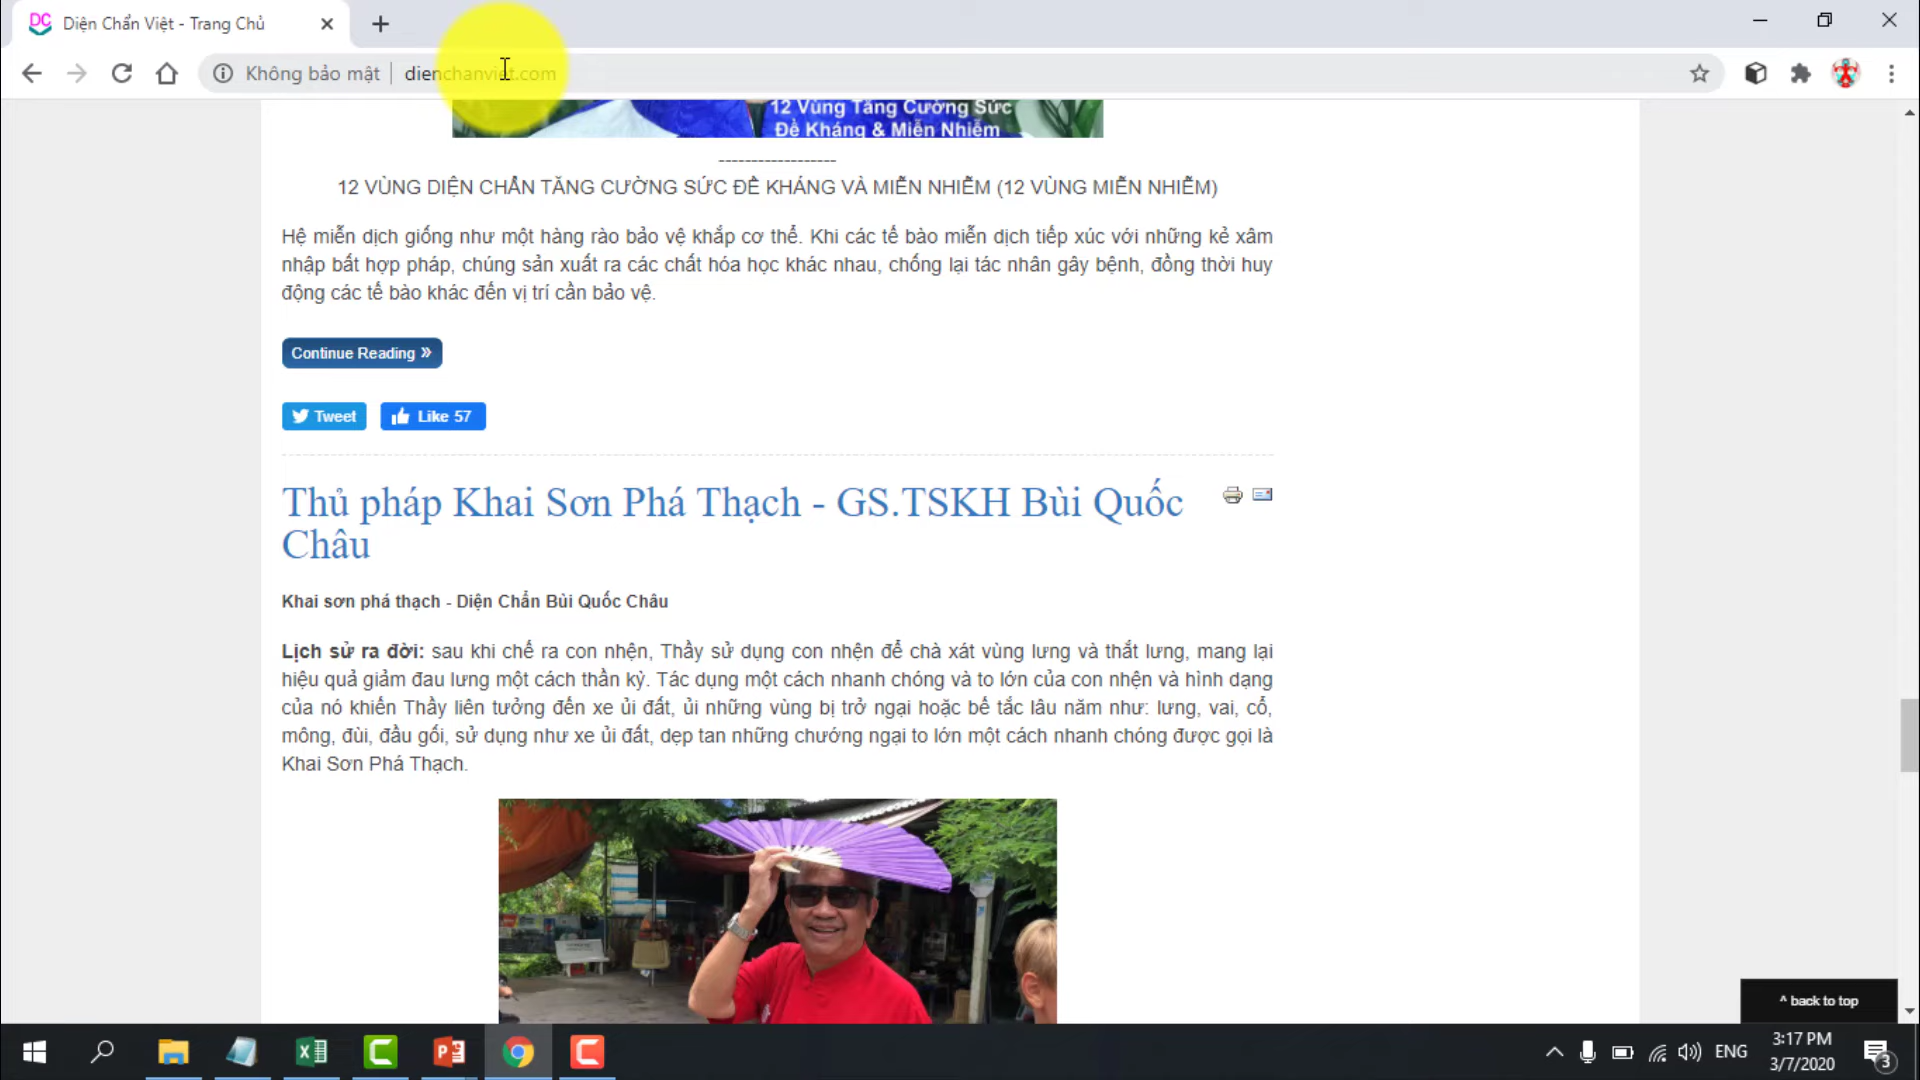 Diện Chẩn Việt - Trang Chủ
Không bảo mật
dienchanviet.com
12 Vùng Tăng Cường Sức
Đề Kháng & Miễn Nhiễm
------------------
12 VÙNG DIỆN CHẨN TĂNG CƯỜNG SỨC ĐỀ KHÁNG VÀ MIỄN NHIỄM (12 VÙNG MIỄN NHIỄM)
Hệ miễn dịch giống như một hàng rào bảo vệ khắp cơ thể. Khi các tế bào miễn dịch tiếp xúc với những kẻ xâm
nhập bất hợp pháp, chúng sản xuất ra các chất hóa học khác nhau, chống lại tác nhân gây bệnh, đồng thời huy
động các tế bào khác đến vị trí cần bảo vệ.
Continue Reading »
Tweet
Like 57
Thủ pháp Khai Sơn Phá Thạch - GS.TSKH Bùi Quốc
Châu
Khai sơn phá thạch - Diện Chẩn Bùi Quốc Châu
Lịch sử ra đời: sau khi chế ra con nhện, Thầy sử dụng con nhện để chà xát vùng lưng và thắt lưng, mang lại
hiệu quả giảm đau lưng một cách thần kỳ. Tác dụng một cách nhanh chóng và to lớn của con nhện và hình dạng
của nó khiến Thầy liên tưởng đến xe ủi đất, ủi những vùng bị trở ngại hoặc bế tắc lâu năm như: lưng, vai, cổ,
mông, đùi, đầu gối, sử dụng như xe ủi đất, dẹp tan những chướng ngại to lớn một cách nhanh chóng được gọi là
Khai Sơn Phá Thạch.
^ back to top
ENG
3:17 PM
3/7/2020
3